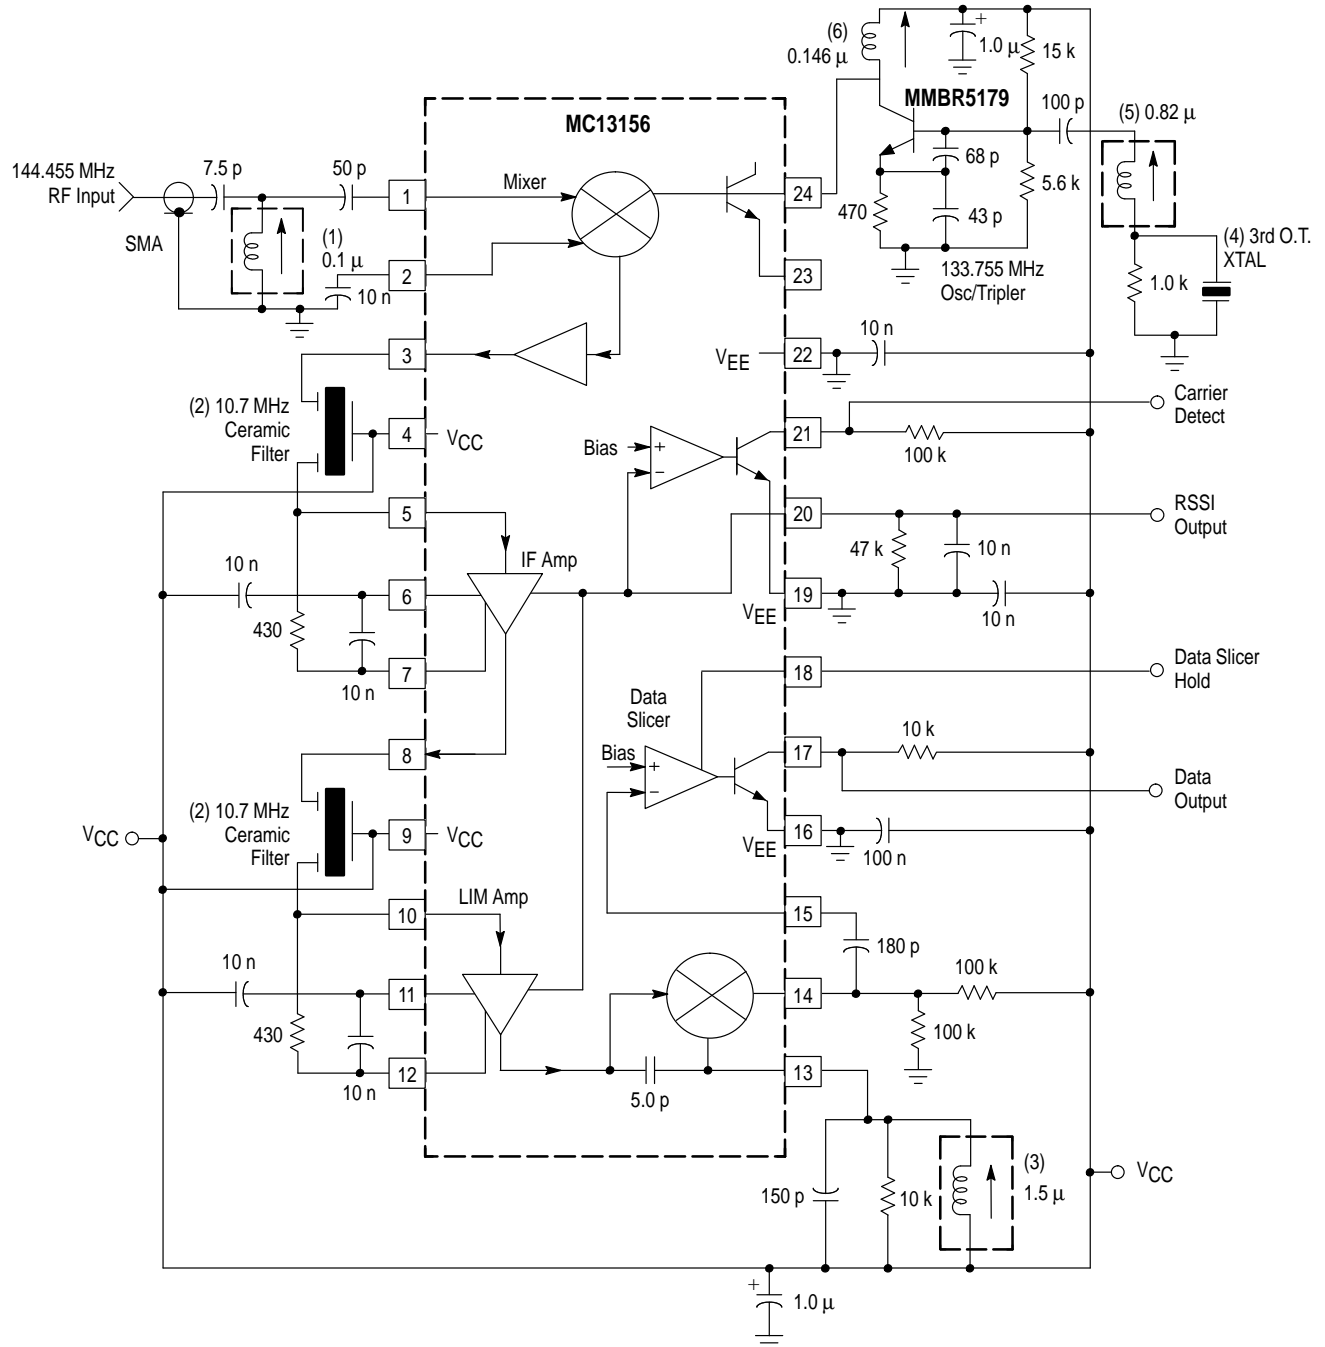 (6)
0.146 µ
+
1.0 µ
15 k
MMBR5179
100 p
(5) 0.82 µ
MC13156
144.455 MHz
RF Input
7.5 p
50 p
1
Mixer
24
68 p
5.6 k
470
43 p
SMA
(1)
0.1 µ
10 n
2
23
133.755 MHz
Osc/Tripler
(4) 3rd O.T.
XTAL
1.0 k
3
VEE
22
10 n
Carrier
Detect
(2) 10.7 MHz
Ceramic
Filter
4
VCC
Bias
+
−
21
100 k
5
20
RSSI
Output
47 k
10 n
10 n
IF Amp
6
VEE
19
10 n
430
10 n
7
18
Data Slicer
Hold
Data
Slicer
8
Bias
+
−
17
10 k
Data
Output
(2) 10.7 MHz
Ceramic
Filter
VCC
9
VCC
VEE
16
100 n
LIM Amp
10
15
180 p
10 n
11
14
100 k
100 k
430
10 n
12
5.0 p
13
150 p
10 k
(3)
1.5 µ
VCC
+
1.0 µ